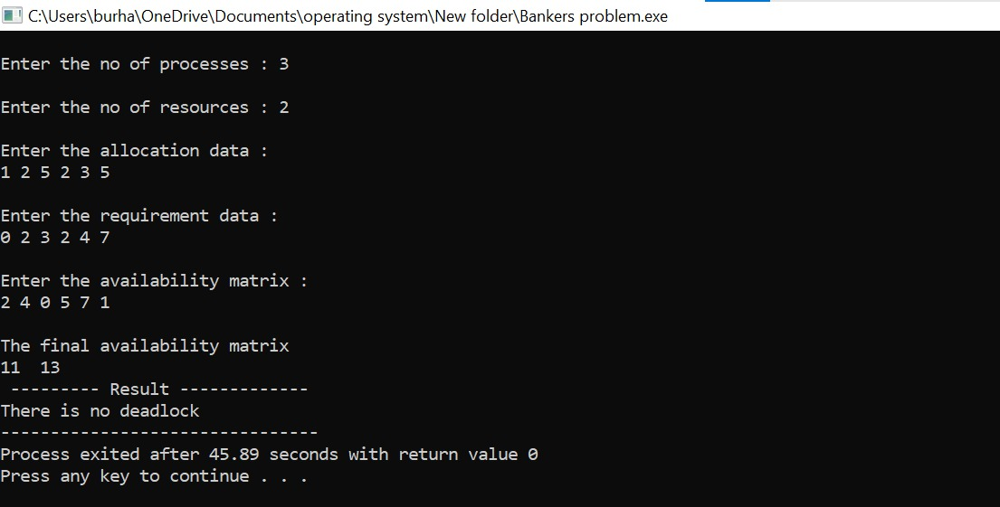 C:\Users\burha\OneDrive\Documents\operating system\New folder\Bankers problem.exe
Enter the no of processes : 3
Enter the no of resources : 2
Enter the allocation data :
1 2 5 2 3 5
Enter the requirement data :
0 2 3 2 4 7
Enter the availability matrix :
2 4 0 5 7 1
The final availability matrix
11  13
 --------- Result -------------
There is no deadlock
--------------------------------
Process exited after 45.89 seconds with return value 0
Press any key to continue . . .